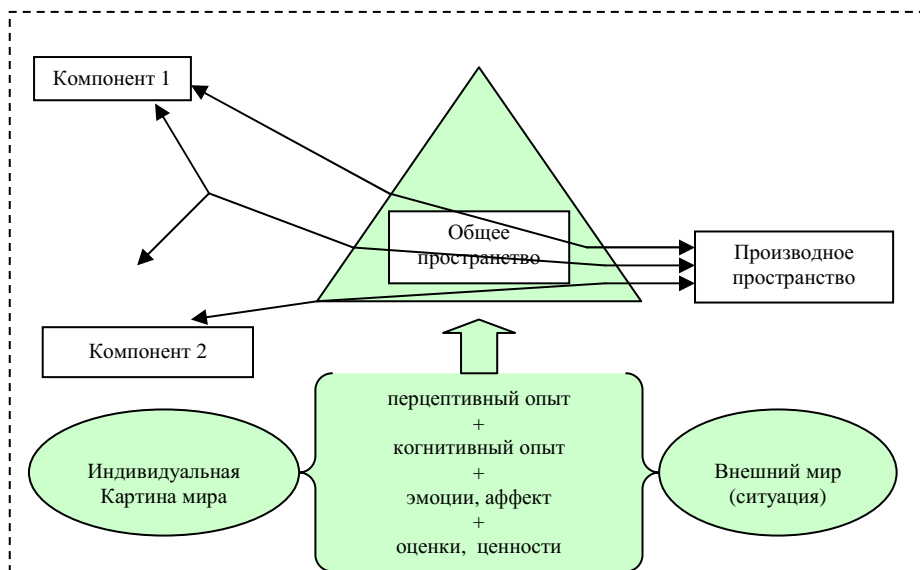 Компонент 1
Общее
пространство
Производное
пространство
Компонент 2
перцептивный опыт
+
когнитивный опыт
+
эмоции, аффект
+
оценки, ценности
Индивидуальная
Картина мира
Внешний мир
(ситуация)